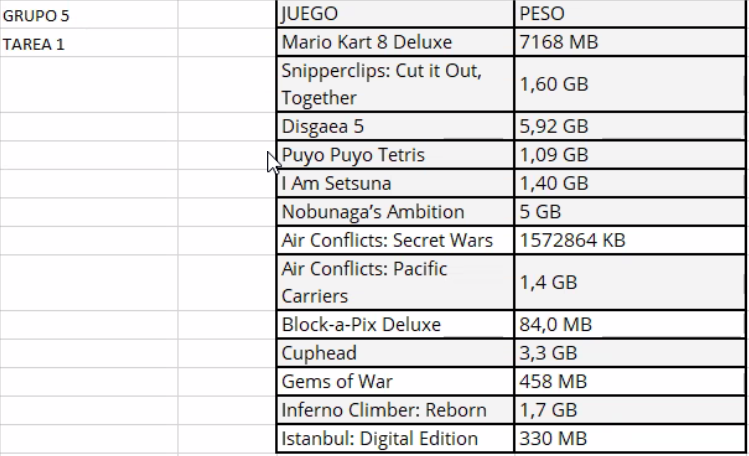 GRUPO 5 JUEGO PESO
TAREA 1 Mario Kart 8 Deluxe 7168 MB
Snipperclips: Cut it Out,
Together 1,60 GB
Disgaea 5 5,92 GB
Puyo Puyo Tetris 1,09 GB
I Am Setsuna 1,40 GB
Nobunaga’s Ambition 5 GB
Air Conflicts: Secret Wars 1572864 KB
Air Conflicts: Pacific
Carriers 1,4 GB
Block-a-Pix Deluxe 84,0 MB
Cuphead 3,3 GB
Gems of War 458 MB
Inferno Climber: Reborn 1,7 GB
Istanbul: Digital Edition 330 MB